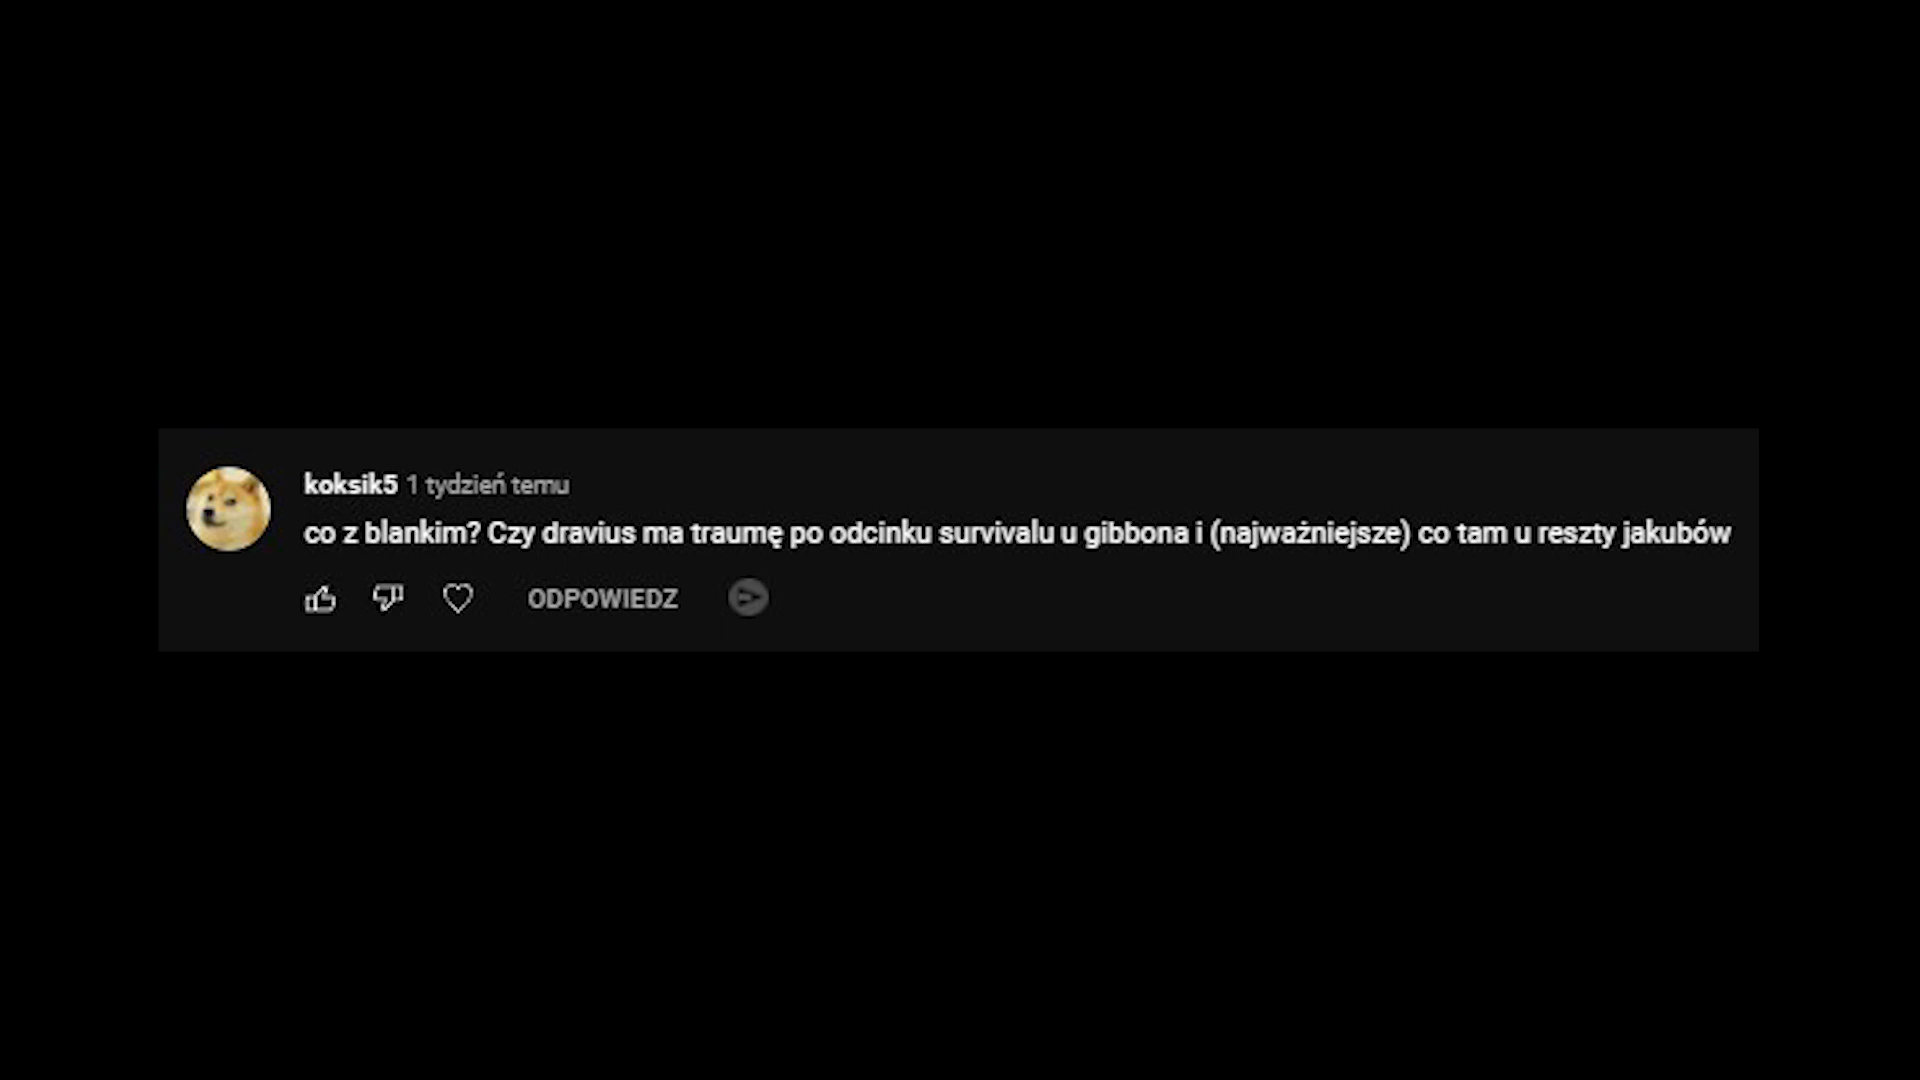 koksik5 1 tydzień temu
co z blankim? Czy dravius ma traumę po odcinku survivalu u gibbona i (najważniejsze) co tam u reszty jakubów
ODPOWIEDZ